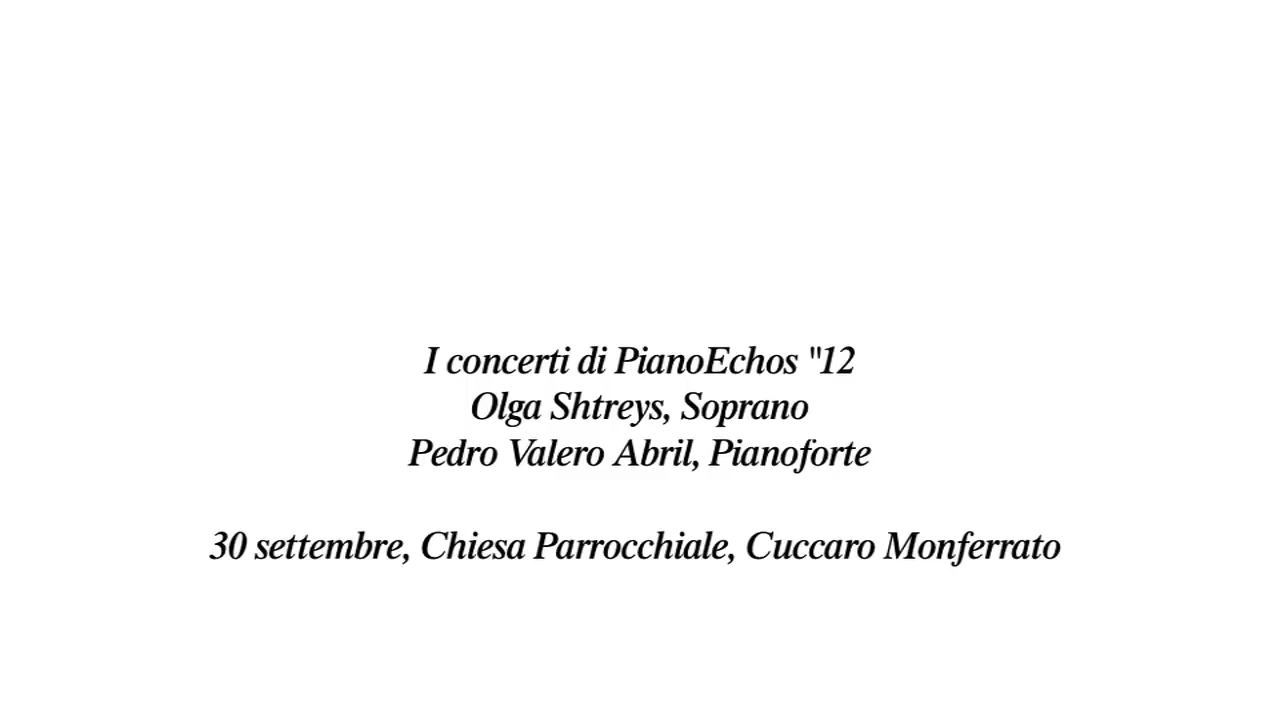 I concerti di PianoEchos "12
Olga Shtreys, Soprano
Pedro Valero Abril, Pianoforte
30 settembre, Chiesa Parrocchiale, Cuccaro Monferrato